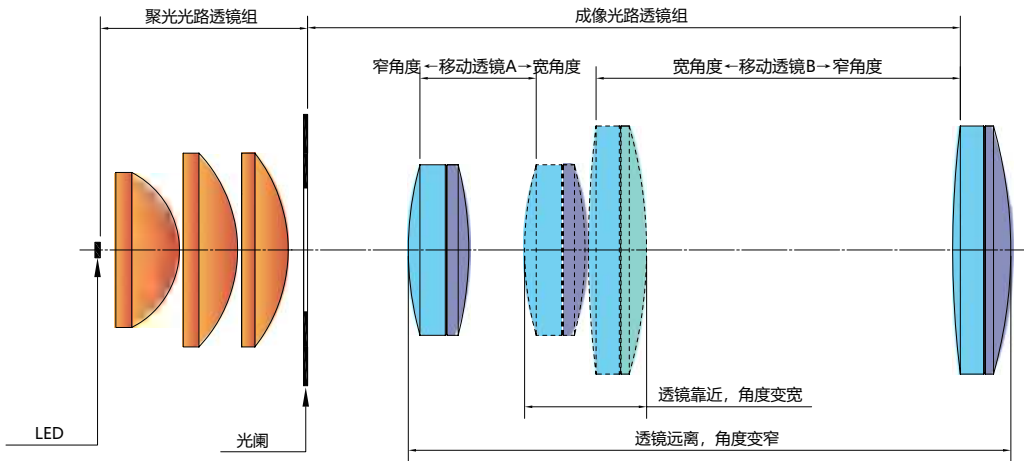 聚光光路透镜组
成像光路透镜组
窄角度←移动透镜A→宽角度
宽角度←移动透镜B→窄角度
透镜靠近，角度变宽
LED
光阑
透镜远离，角度变窄